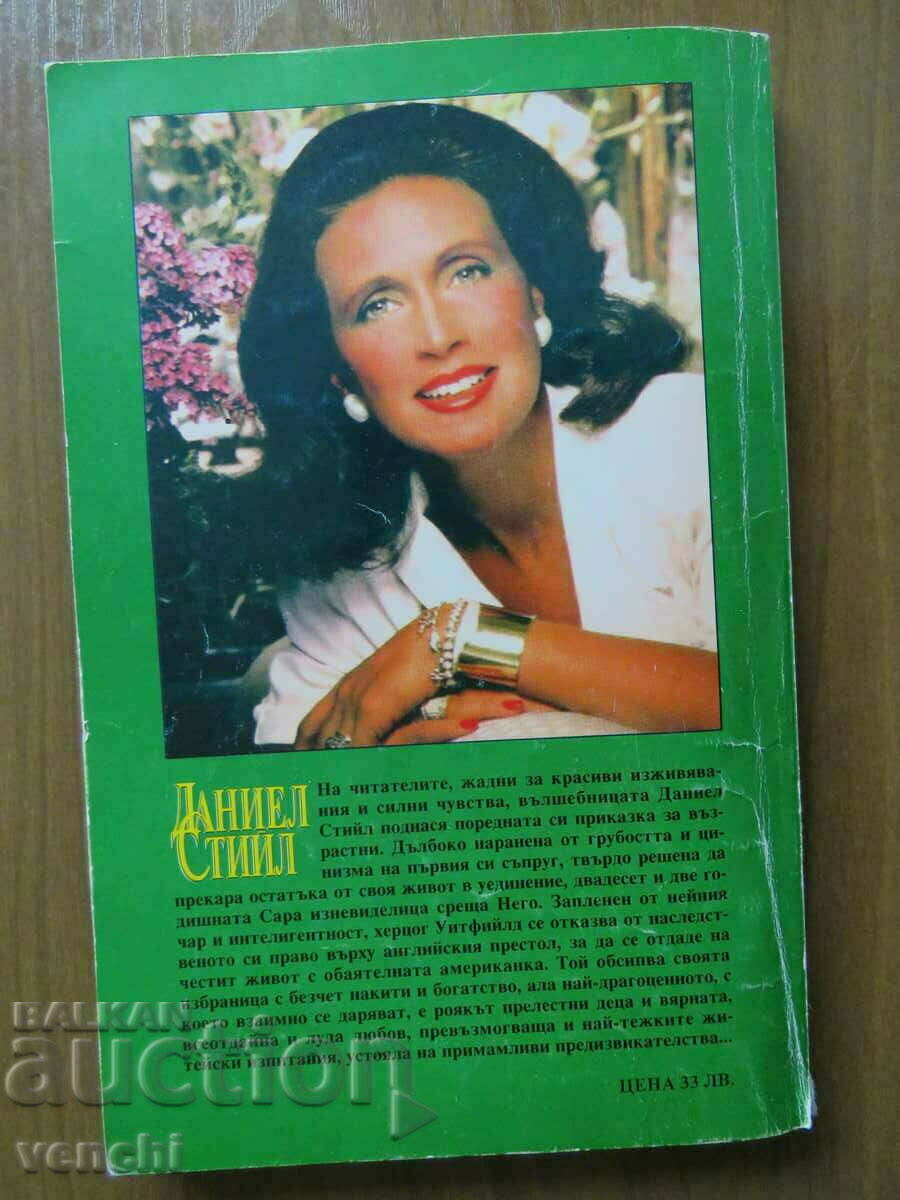 ДАНИЕЛ
СТИЙЛ
На читателите, жадни за красиви изживява-
ния и силни чувства, вълшебницата Даниел
Стийл поднася поредната си приказка за въз-
растни. Дълбоко наранена от грубостта и ци-
низма на първия си съпруг, твърдо решена да
прекара остатъка от своя живот в уединение, двадесет и две го-
дишната Сара изневиделица среща Него. Запленен от нейния
чар и интелигентност, херцог Уитфийлд се отказва от наследст-
веното си право върху английския престол, за да се отдаде на
честит живот с обаятелната американка. Той обсипва своята
избраница с безчет накити и богатство, ала най-драгоценното, с
което взаимно се даряват, е роякът прелестни деца и вярната,
всеотдайна и луда любов, превъзмогваща и най-тежките жи-
тейски изпитания, устояла на примамливи предизвикателства...
ЦЕНА 33 ЛВ.
BALKAN
auction
venchi